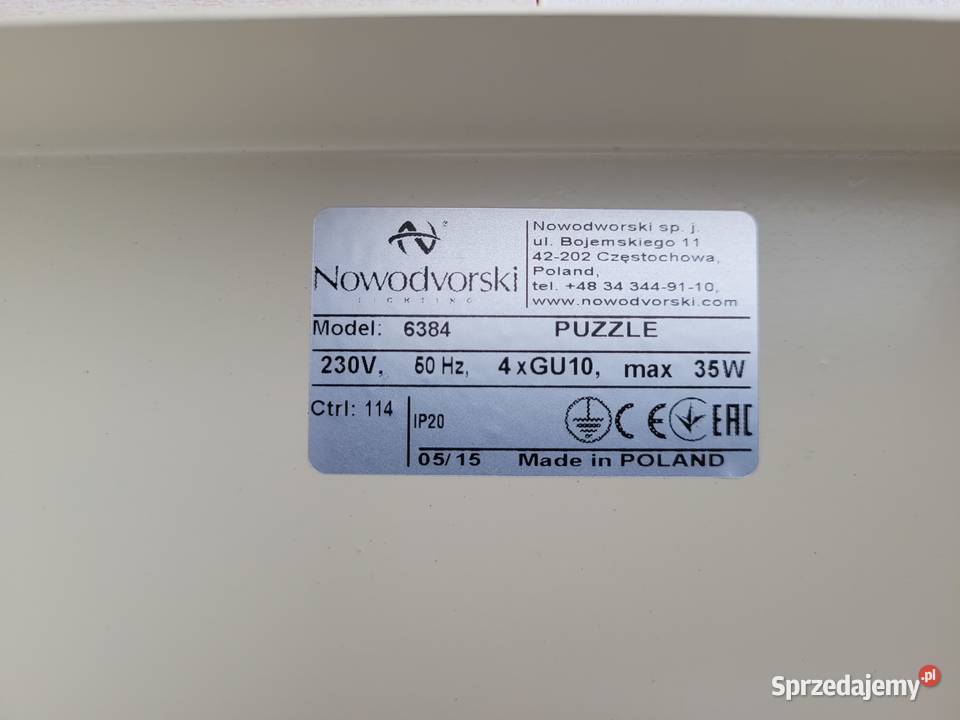 Nowodvorski
LIGHTING
Nowodworski sp. j.
ul. Bojemskiego 11
42-202 Częstochowa,
Poland,
tel. +48 34 344-91-10,
www.nowodvorski.com
Model: 6384 PUZZLE
230V, 50 Hz, 4xGU10, max 35W
Ctrl: 114
IP20 CE EAC
05/15 Made in POLAND
Sprzedajemy.pl